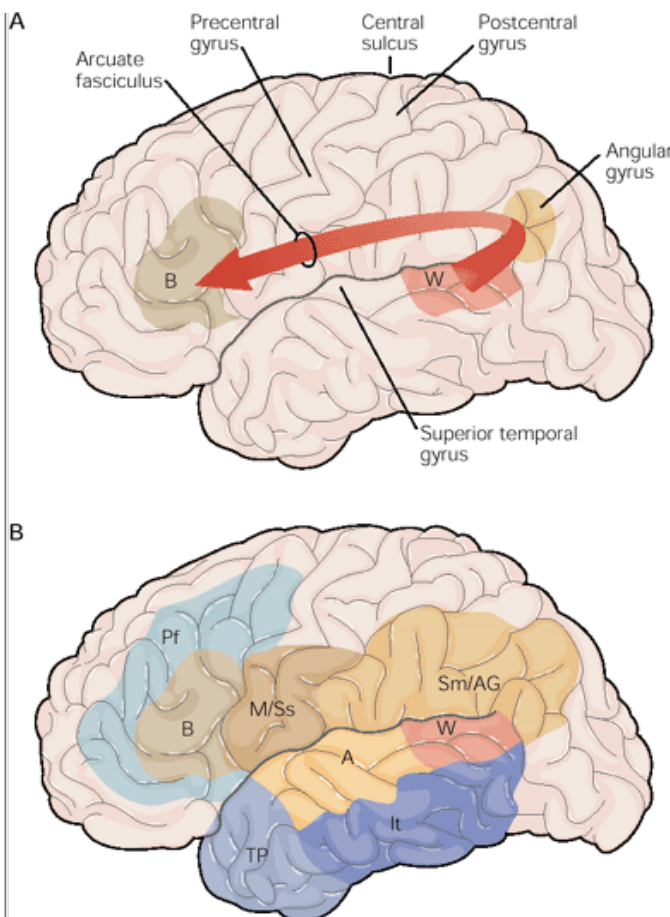 A
Precentral
gyrus
Central
sulcus
Postcentral
gyrus
Arcuate
fasciculus
Angular
gyrus
B
W
Superior temporal
gyrus
B
Pf
Sm/AG
M/Ss
B
W
A
It
TP